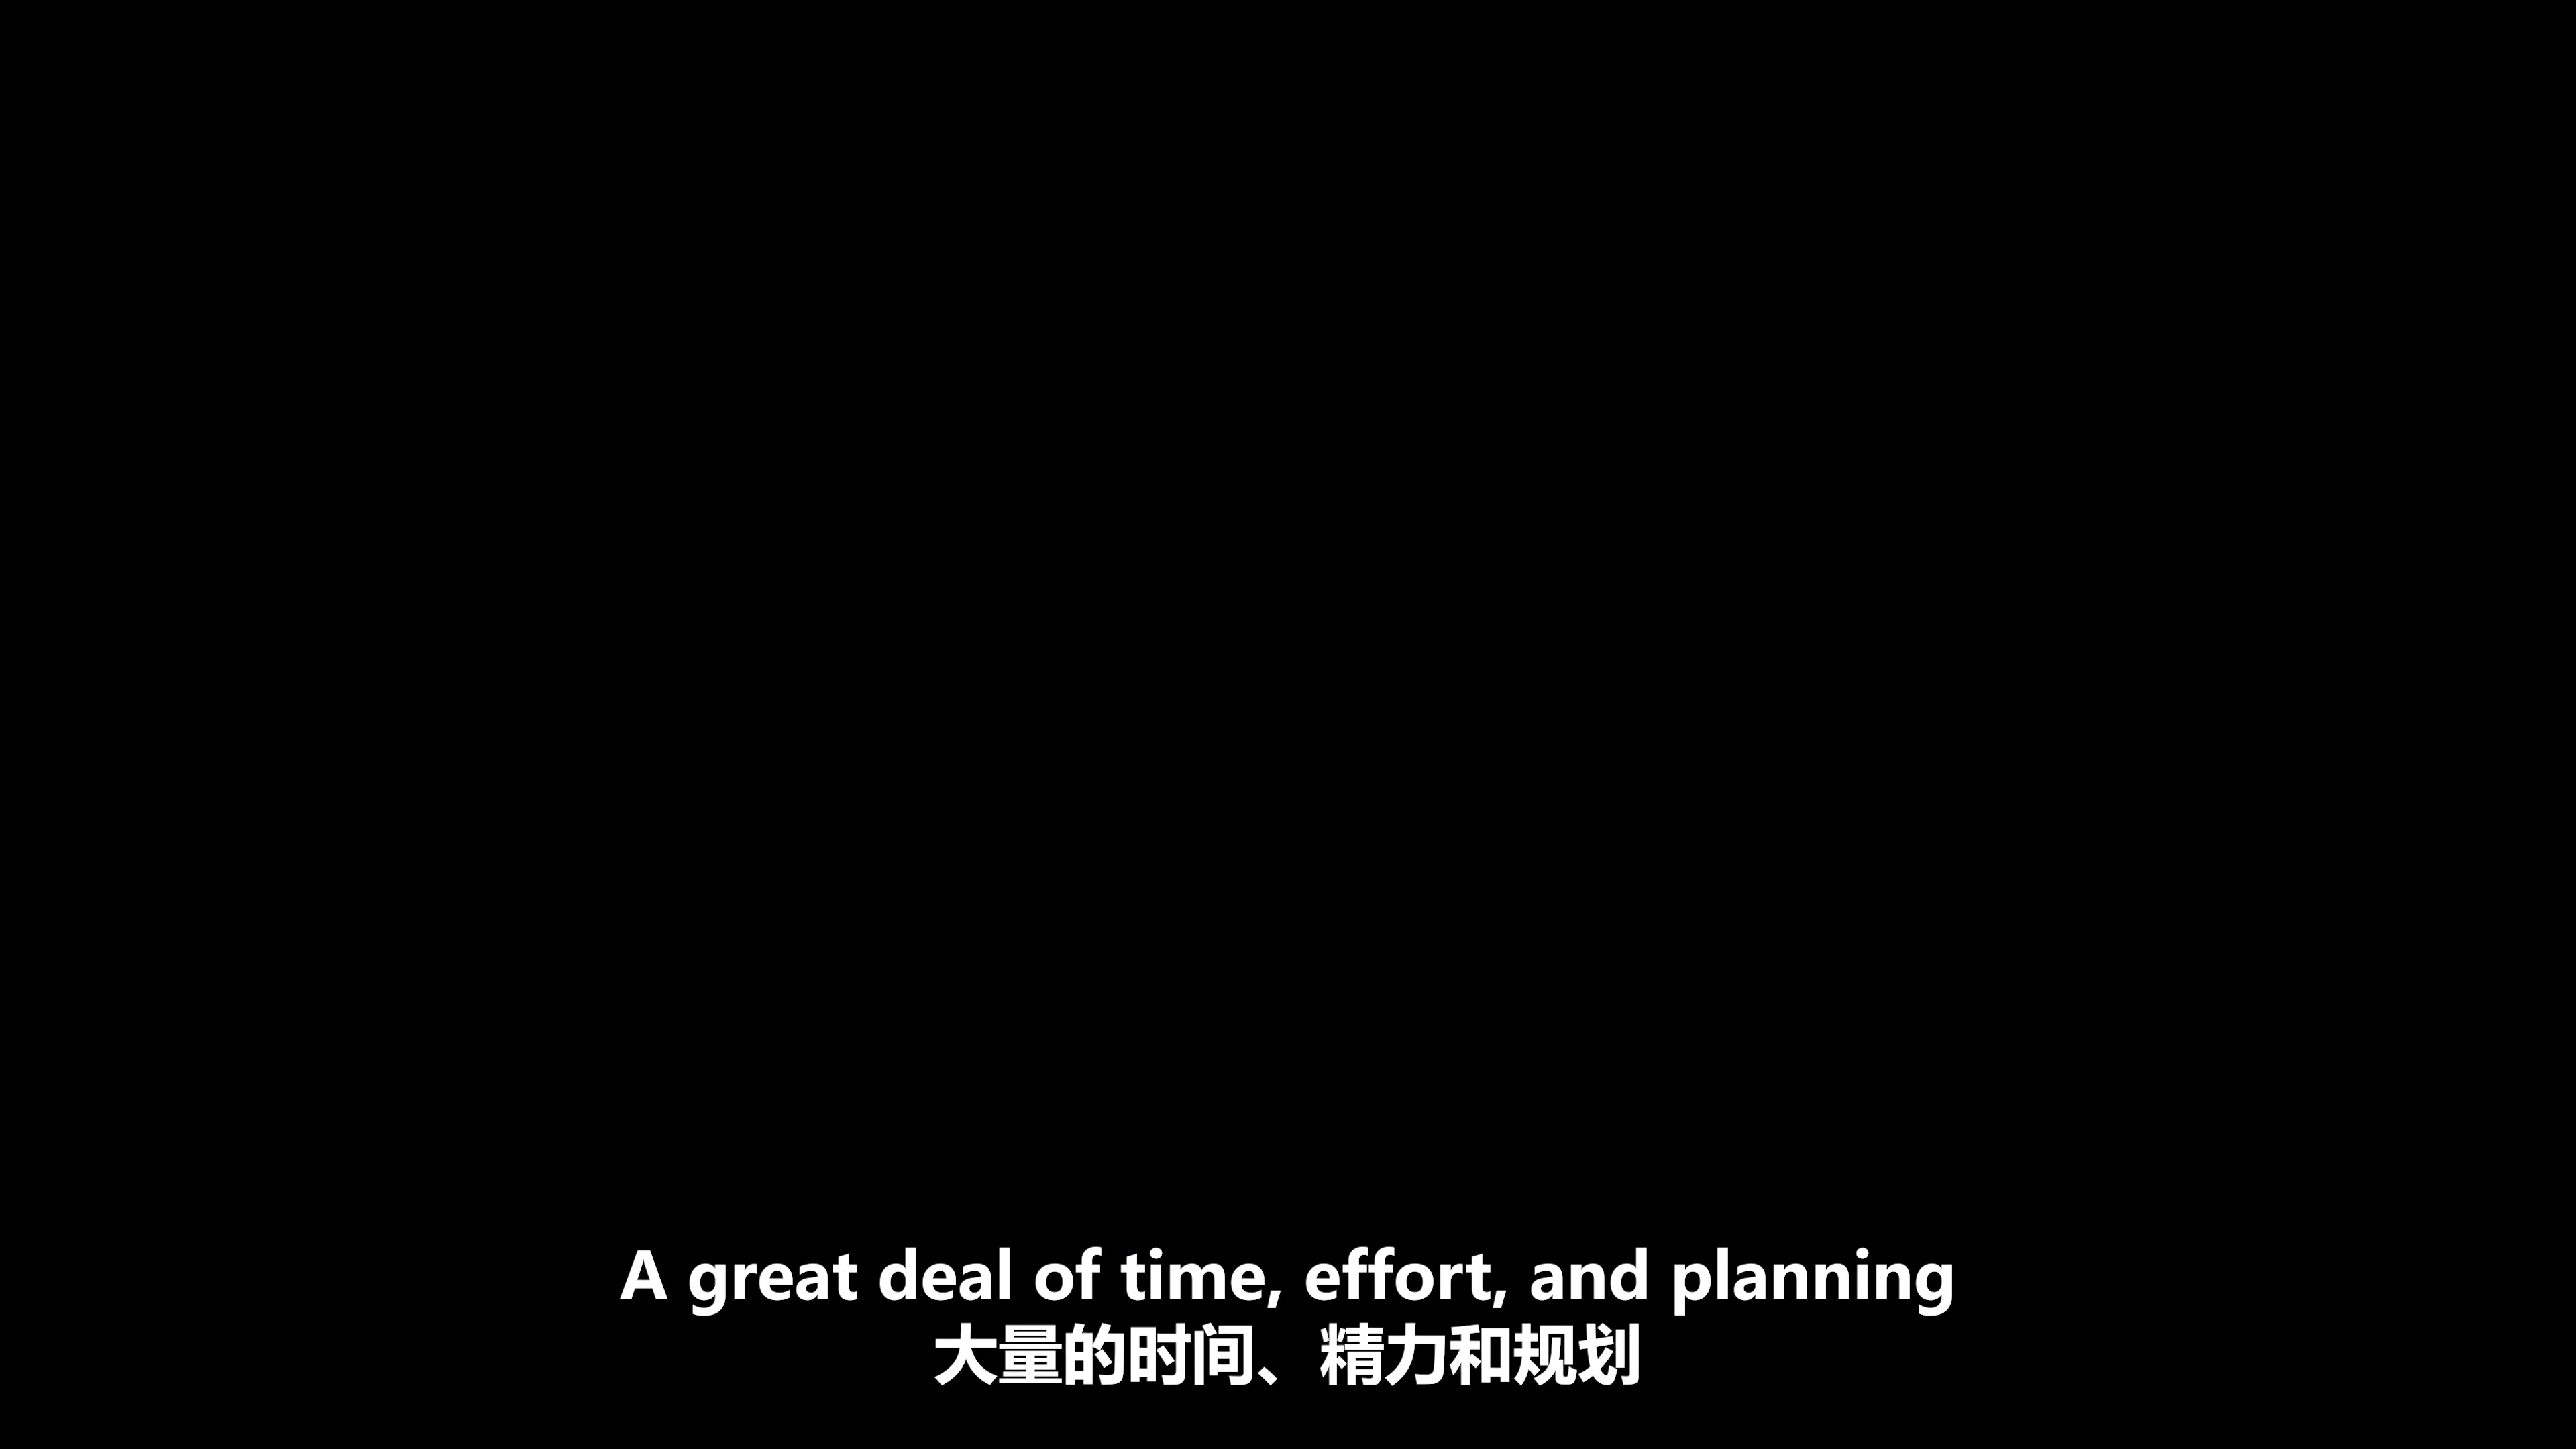 A great deal of time, effort, and planning
大量的时间、精力和规划